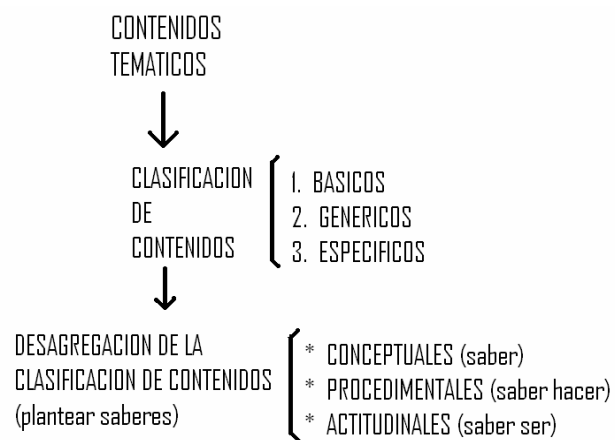 CONTENIDOS
TEMATICOS
CLASIFICACION
DE
CONTENIDOS
1. BASICOS
2. GENERICOS
3. ESPECIFICOS
DESAGREGACION DE LA
CLASIFICACION DE CONTENIDOS
(plantear saberes)
* CONCEPTUALES (saber)
* PROCEDIMENTALES (saber hacer)
* ACTITUDINALES (saber ser)